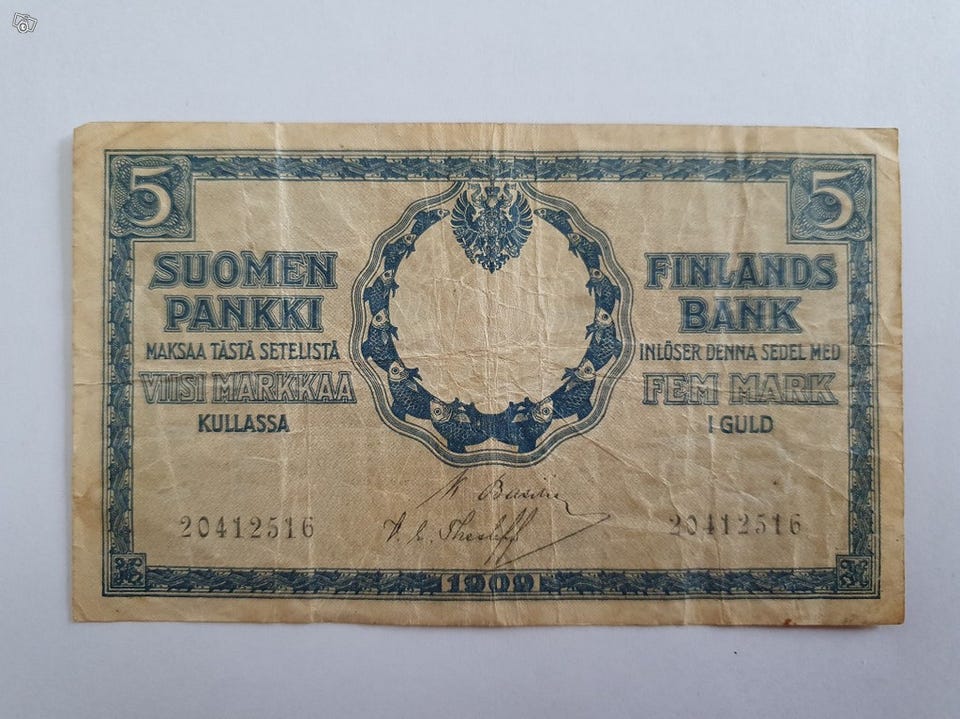 5
5
SUOMEN
PANKKI
MAKSAA TÄSTÄ SETELISTÄ
VIISI MARKKAA
KULLASSA
FINLANDS
BANK
INLÖSER DENNA SEDEL MED
FEM MARK
I GULD
20412516
20412516
1909